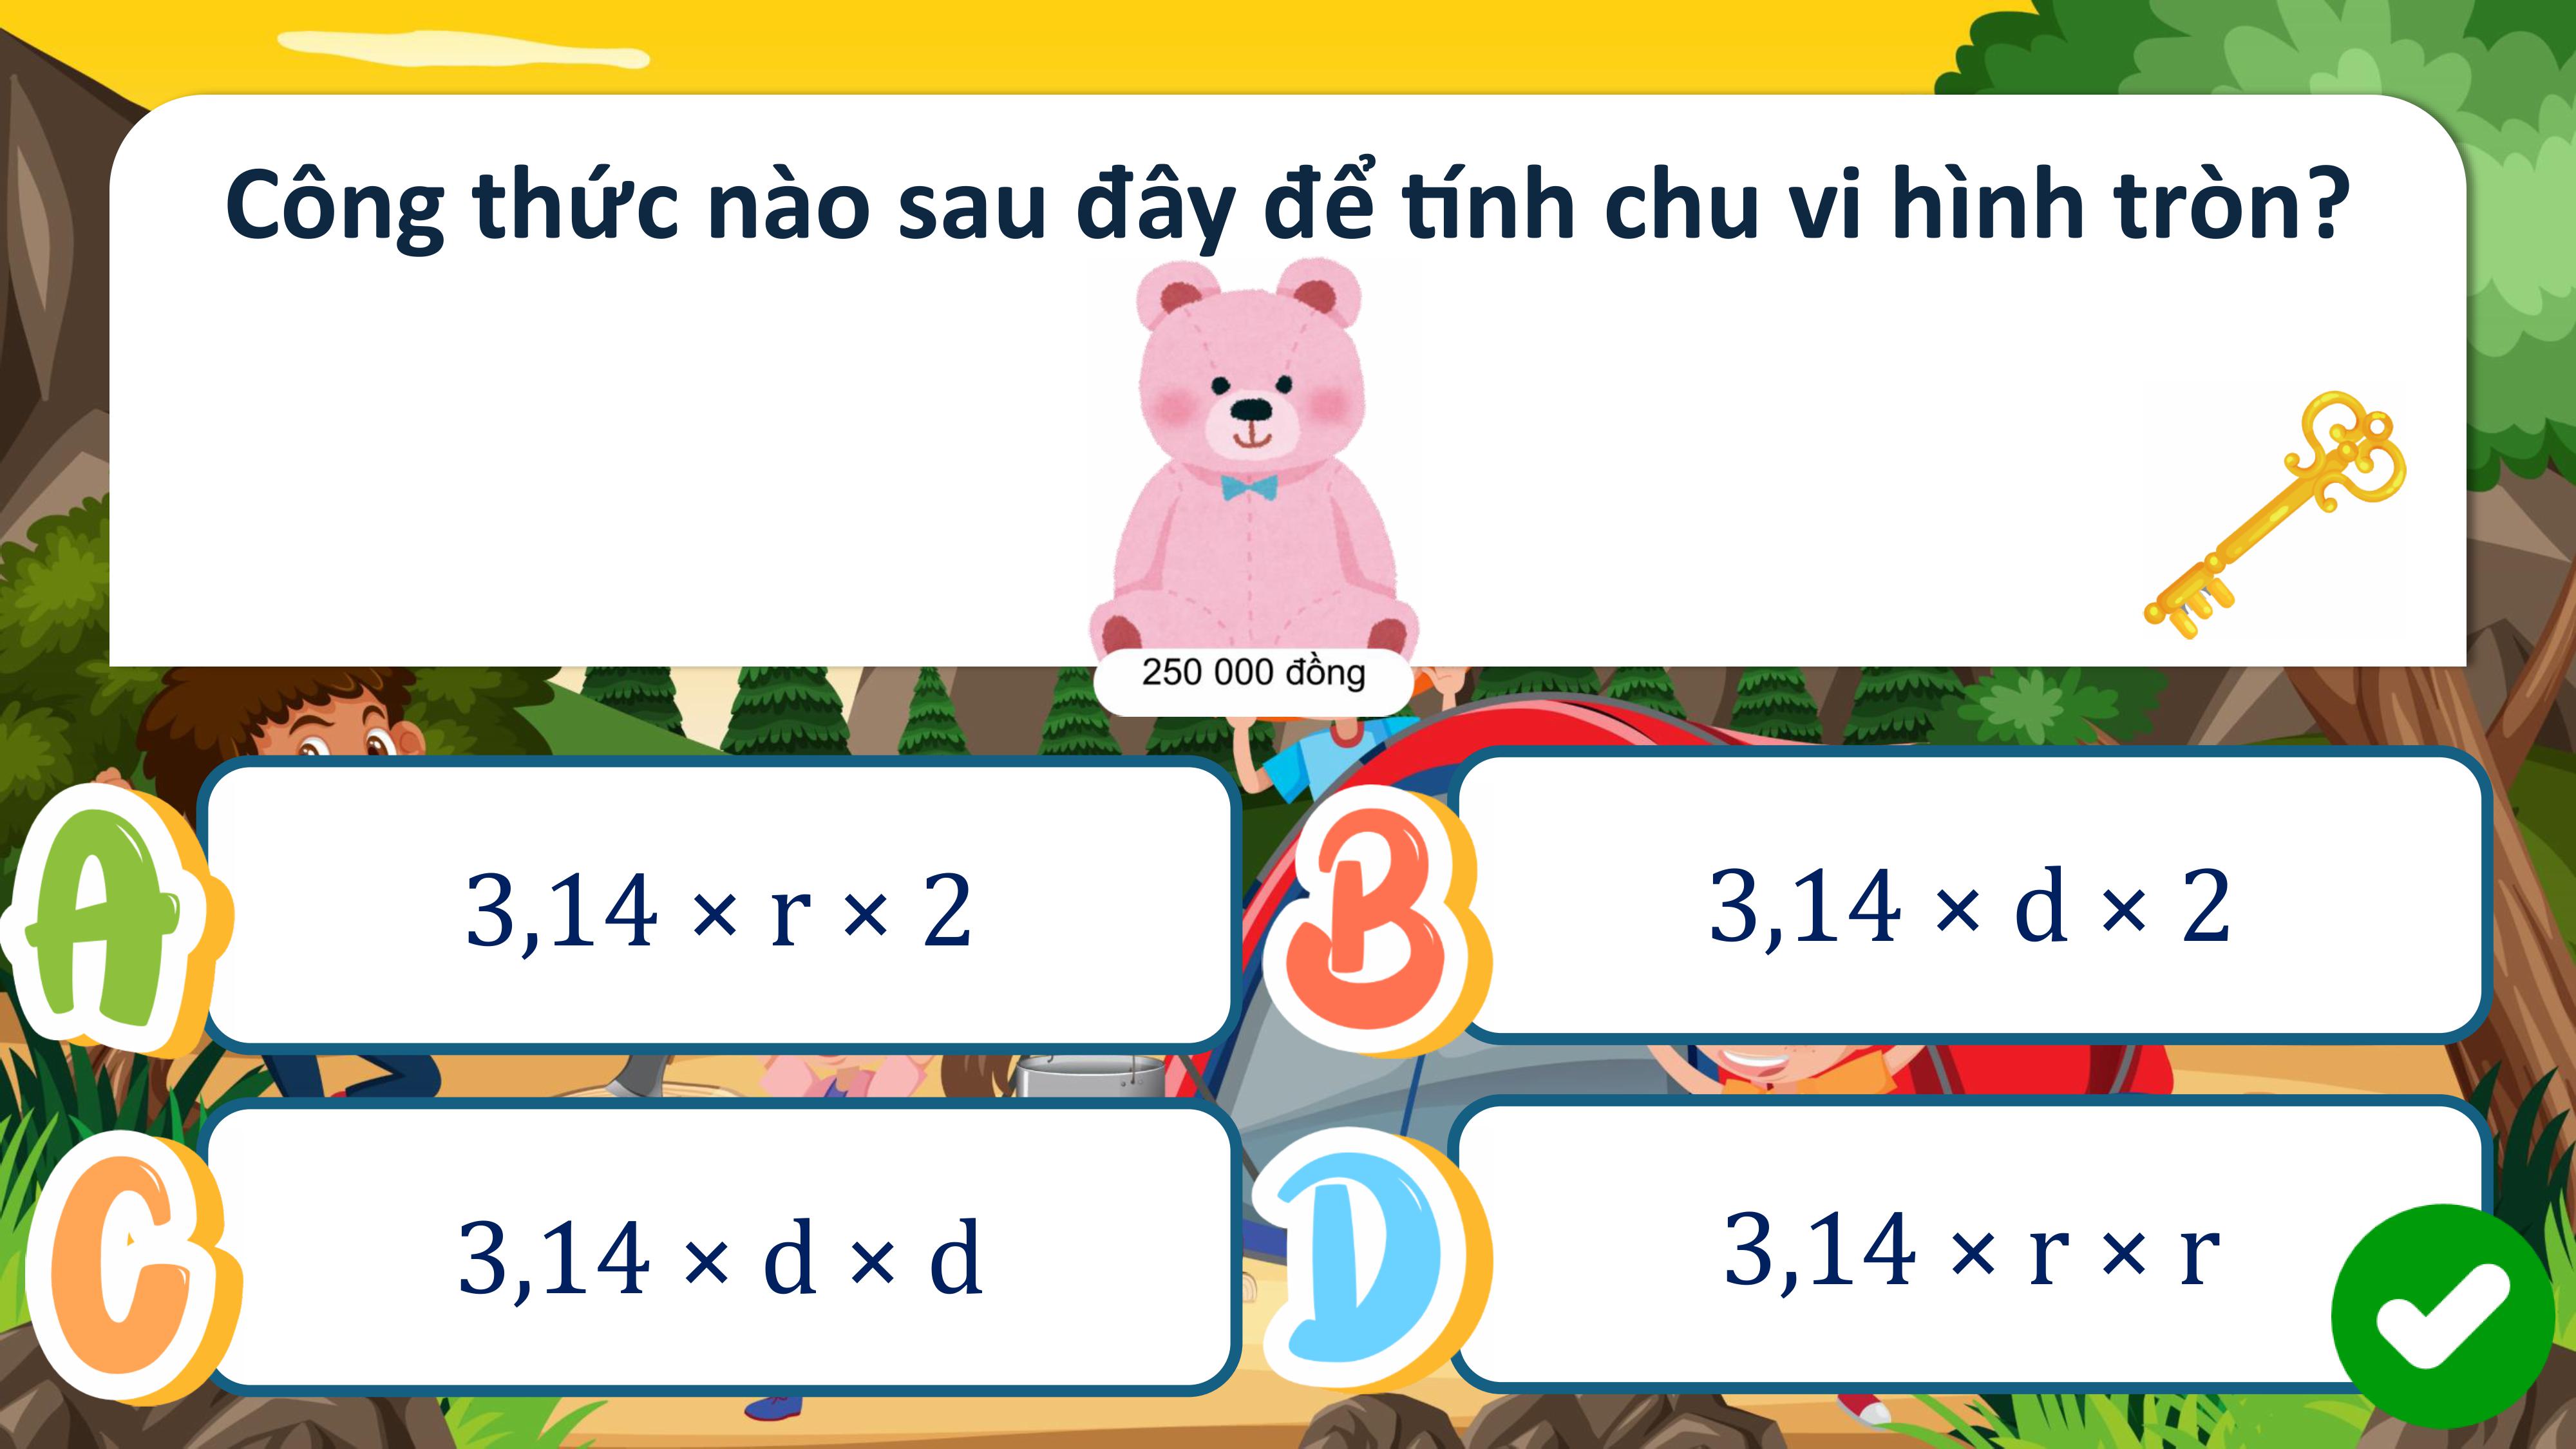 Công thức nào sau đây để tính chu vi hình tròn?
250 000 đồng
A
3,14 × r × 2
B
3,14 × d × 2
C
3,14 × d × d
D
3,14 × r × r